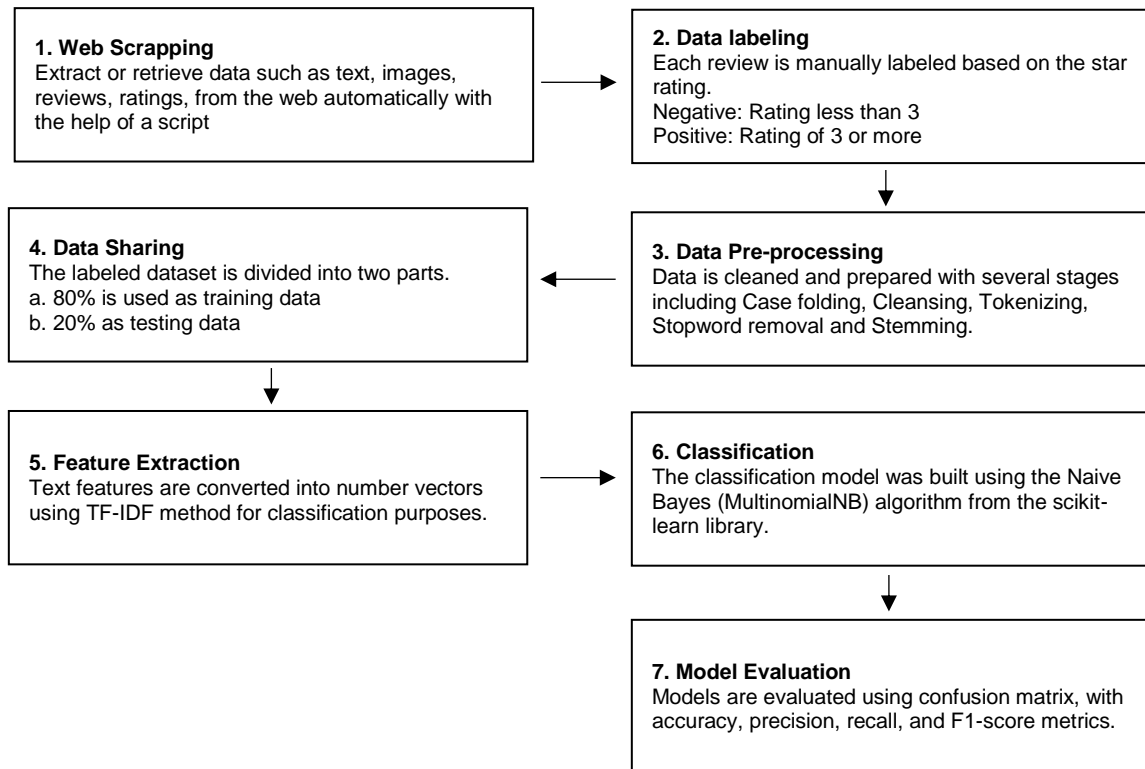 1. Web Scrapping
Extract or retrieve data such as text, images,
reviews, ratings, from the web automatically with
the help of a script
2. Data labeling
Each review is manually labeled based on the star
rating.
Negative: Rating less than 3
Positive: Rating of 3 or more
3. Data Pre-processing
Data is cleaned and prepared with several stages
including Case folding, Cleansing, Tokenizing,
Stopword removal and Stemming.
4. Data Sharing
The labeled dataset is divided into two parts.
a. 80% is used as training data
b. 20% as testing data
5. Feature Extraction
Text features are converted into number vectors
using TF-IDF method for classification purposes.
6. Classification
The classification model was built using the Naive
Bayes (MultinomialNB) algorithm from the scikit-
learn library.
7. Model Evaluation
Models are evaluated using confusion matrix, with
accuracy, precision, recall, and F1-score metrics.